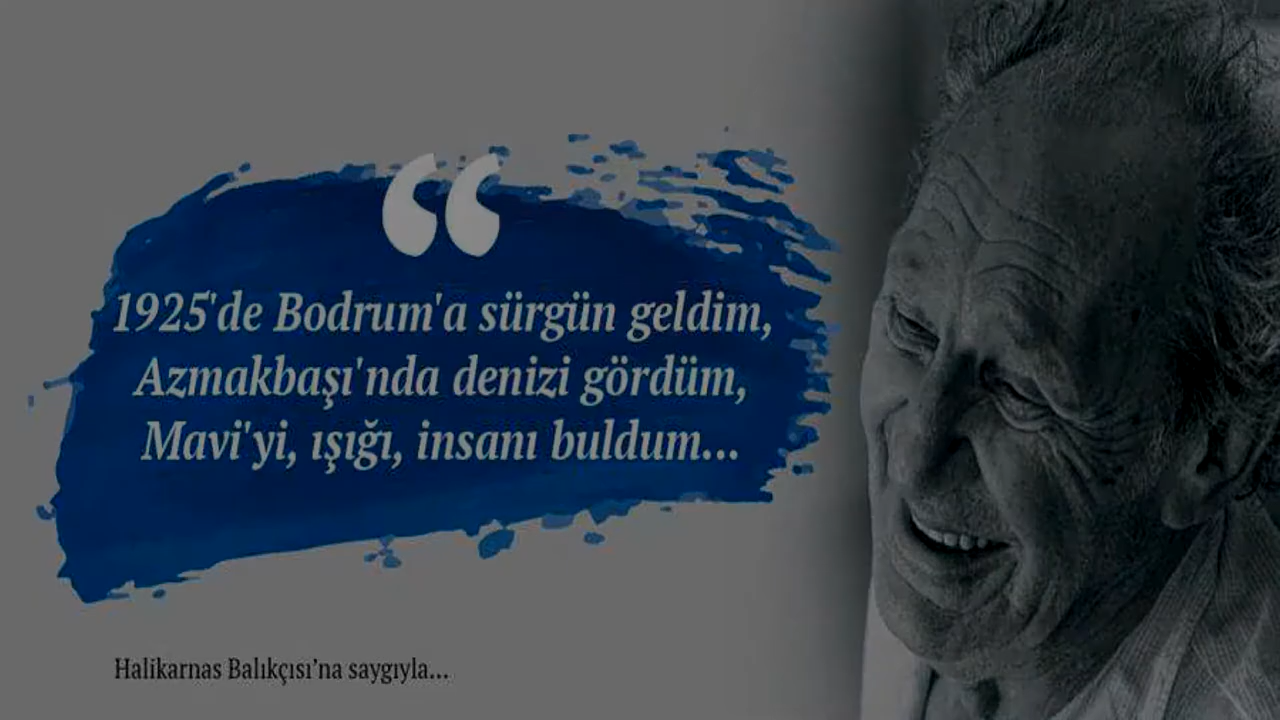 1925'de Bodrum'a sürgün geldim,
Azmakbaşı'nda denizi gördüm,
Mavi'yi, ışığı, insanı buldum...
Halikarnas Balıkçısı’na saygıyla...